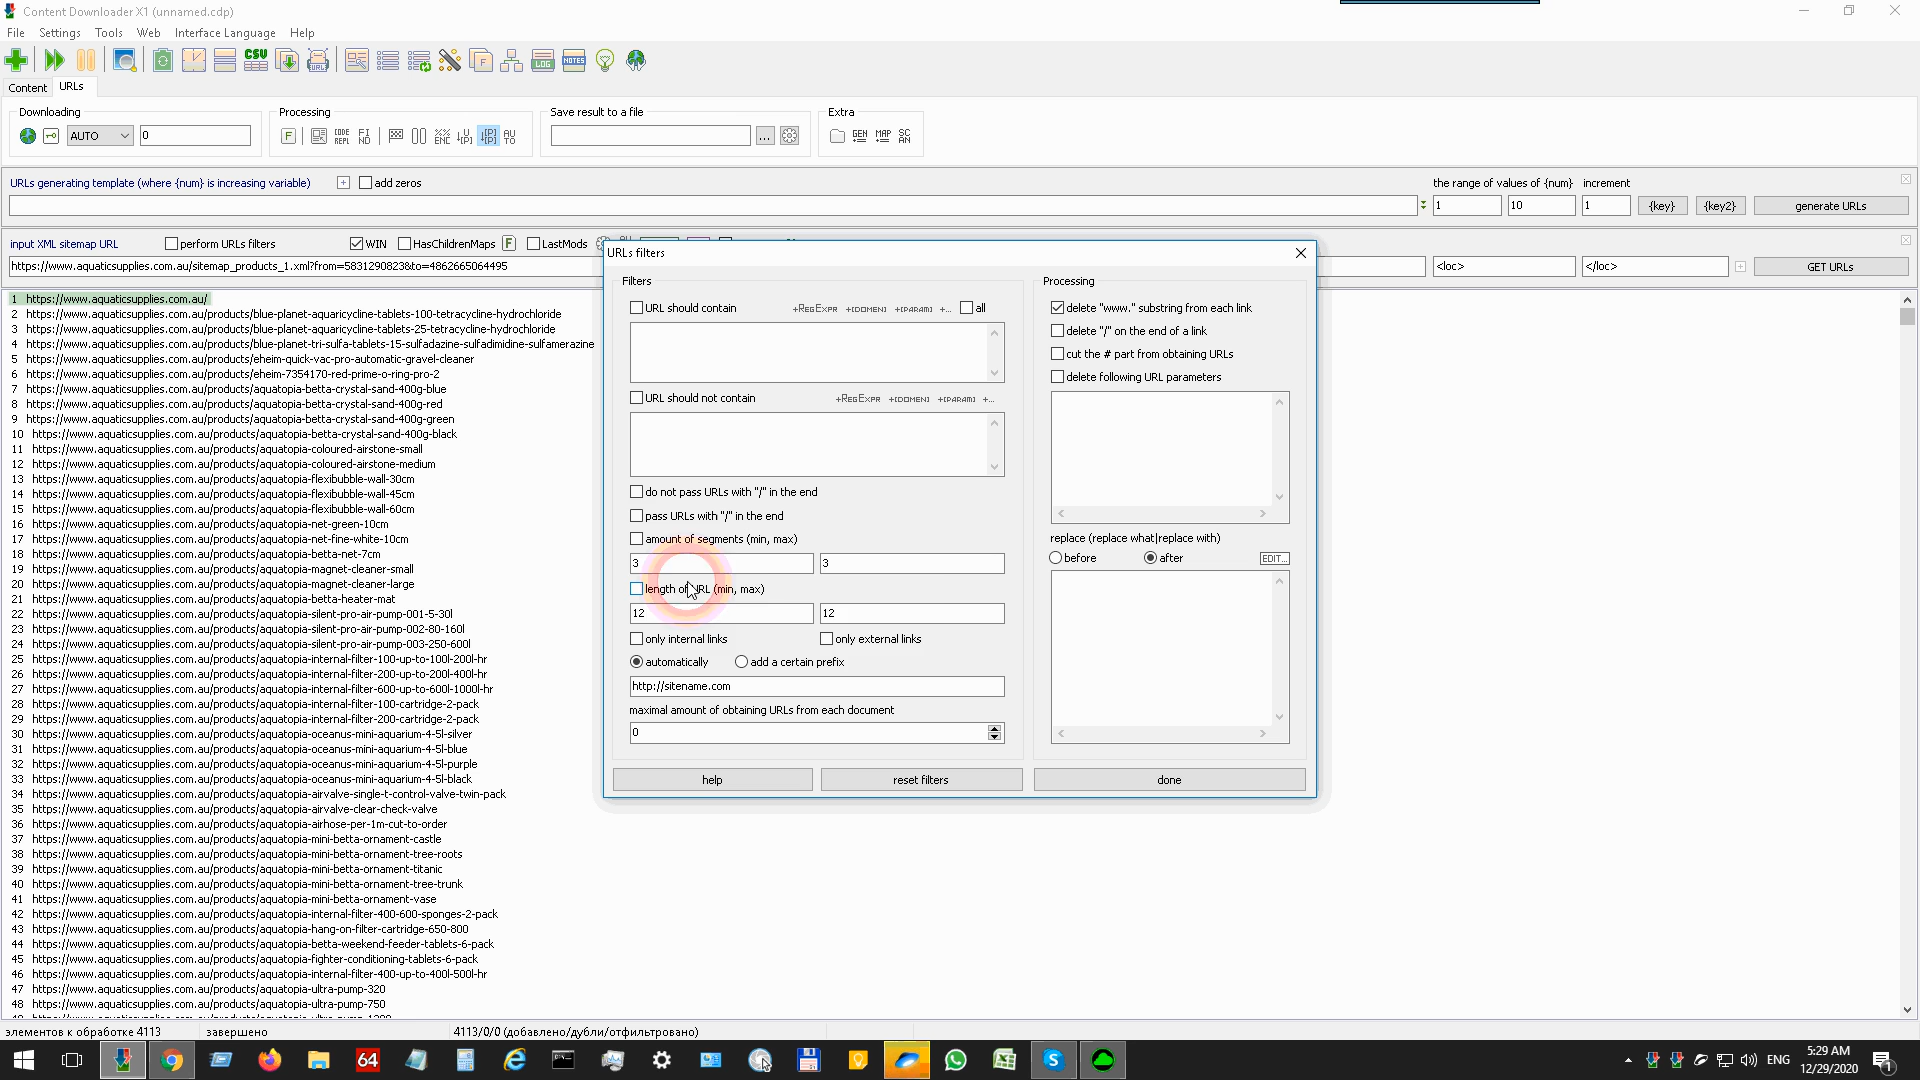 Content Downloader X1 (unnamed.cdp)
File Settings Tools Web Interface Language Help
CSV LOG NOTES
Content URLs
Downloading Processing Save result to a file Extra
AUTO 0
URLs generating template (where {num} is increasing variable) add zeros the range of values of {num} increment
1 10 1 {key} {key2} generate URLs
input XML sitemap URL perform URLs filters WIN HasChildrenMaps F LastMods
https://www.aquaticsupplies.com.au/sitemap_products_1.xml?from=5831290823&to=4862665064495 <loc> </loc> GET URLs
1 https://www.aquaticsupplies.com.au/
2 https://www.aquaticsupplies.com.au/products/blue-planet-aquaricycline-tablets-100-tetracycline-hydrochloride
3 https://www.aquaticsupplies.com.au/products/blue-planet-aquaricycline-tablets-25-tetracycline-hydrochloride
4 https://www.aquaticsupplies.com.au/products/blue-planet-tri-sulfa-tablets-15-sulfadazine-sulfadimidine-sulfamerazine
5 https://www.aquaticsupplies.com.au/products/eheim-quick-vac-pro-automatic-gravel-cleaner
6 https://www.aquaticsupplies.com.au/products/eheim-7354170-red-prime-o-ring-pro-2
7 https://www.aquaticsupplies.com.au/products/aquatopia-betta-crystal-sand-400g-blue
8 https://www.aquaticsupplies.com.au/products/aquatopia-betta-crystal-sand-400g-red
9 https://www.aquaticsupplies.com.au/products/aquatopia-betta-crystal-sand-400g-green
10 https://www.aquaticsupplies.com.au/products/aquatopia-betta-crystal-sand-400g-black
11 https://www.aquaticsupplies.com.au/products/aquatopia-coloured-airstone-small
12 https://www.aquaticsupplies.com.au/products/aquatopia-coloured-airstone-medium
13 https://www.aquaticsupplies.com.au/products/aquatopia-flexibubble-wall-30cm
14 https://www.aquaticsupplies.com.au/products/aquatopia-flexibubble-wall-45cm
15 https://www.aquaticsupplies.com.au/products/aquatopia-flexibubble-wall-60cm
16 https://www.aquaticsupplies.com.au/products/aquatopia-net-green-10cm
17 https://www.aquaticsupplies.com.au/products/aquatopia-net-fine-white-10cm
18 https://www.aquaticsupplies.com.au/products/aquatopia-betta-net-7cm
19 https://www.aquaticsupplies.com.au/products/aquatopia-magnet-cleaner-small
20 https://www.aquaticsupplies.com.au/products/aquatopia-magnet-cleaner-large
21 https://www.aquaticsupplies.com.au/products/aquatopia-betta-heater-mat
22 https://www.aquaticsupplies.com.au/products/aquatopia-silent-pro-air-pump-001-5-30l
23 https://www.aquaticsupplies.com.au/products/aquatopia-silent-pro-air-pump-002-80-160l
24 https://www.aquaticsupplies.com.au/products/aquatopia-silent-pro-air-pump-003-250-600l
25 https://www.aquaticsupplies.com.au/products/aquatopia-internal-filter-100-up-to-100l-200l-hr
26 https://www.aquaticsupplies.com.au/products/aquatopia-internal-filter-200-up-to-200l-400l-hr
27 https://www.aquaticsupplies.com.au/products/aquatopia-internal-filter-600-up-to-600l-1000l-hr
28 https://www.aquaticsupplies.com.au/products/aquatopia-internal-filter-100-cartridge-2-pack
29 https://www.aquaticsupplies.com.au/products/aquatopia-internal-filter-200-cartridge-2-pack
30 https://www.aquaticsupplies.com.au/products/aquatopia-oceanus-mini-aquarium-4-5l-silver
31 https://www.aquaticsupplies.com.au/products/aquatopia-oceanus-mini-aquarium-4-5l-blue
32 https://www.aquaticsupplies.com.au/products/aquatopia-oceanus-mini-aquarium-4-5l-purple
33 https://www.aquaticsupplies.com.au/products/aquatopia-oceanus-mini-aquarium-4-5l-black
34 https://www.aquaticsupplies.com.au/products/aquatopia-airvalve-single-t-control-valve-twin-pack
35 https://www.aquaticsupplies.com.au/products/aquatopia-airvalve-clear-check-valve
36 https://www.aquaticsupplies.com.au/products/aquatopia-airhose-per-1m-cut-to-order
37 https://www.aquaticsupplies.com.au/products/aquatopia-mini-betta-ornament-castle
38 https://www.aquaticsupplies.com.au/products/aquatopia-mini-betta-ornament-tree-roots
39 https://www.aquaticsupplies.com.au/products/aquatopia-mini-betta-ornament-titanic
40 https://www.aquaticsupplies.com.au/products/aquatopia-mini-betta-ornament-tree-trunk
41 https://www.aquaticsupplies.com.au/products/aquatopia-mini-betta-ornament-vase
42 https://www.aquaticsupplies.com.au/products/aquatopia-internal-filter-400-600-sponges-2-pack
43 https://www.aquaticsupplies.com.au/products/aquatopia-hang-on-filter-cartridge-650-800
44 https://www.aquaticsupplies.com.au/products/aquatopia-betta-weekend-feeder-tablets-6-pack
45 https://www.aquaticsupplies.com.au/products/aquatopia-fighter-conditioning-tablets-6-pack
46 https://www.aquaticsupplies.com.au/products/aquatopia-internal-filter-400-up-to-400l-500l-hr
47 https://www.aquaticsupplies.com.au/products/aquatopia-ultra-pump-320
48 https://www.aquaticsupplies.com.au/products/aquatopia-ultra-pump-750
URLs filters
Filters
URL should contain +RegExpr +[DOMEN] +[PARAM] +... all
URL should not contain +RegExpr +[DOMEN] +[PARAM] +...
do not pass URLs with "/" in the end
pass URLs with "/" in the end
amount of segments (min, max)
3 3
length of URL (min, max)
12 12
only internal links only external links
automatically add a certain prefix
http://sitename.com
maximal amount of obtaining URLs from each document
0
help reset filters
Processing
delete "www." substring from each link
delete "/" on the end of a link
cut the # part from obtaining URLs
delete following URL parameters
replace (replace what|replace with)
before after EDIT...
done
элементов к обработке 4113 завершено 4113/0/0 (добавлено/дубли/отфильтровано)
64 ENG 5:29 AM
12/29/2020
1